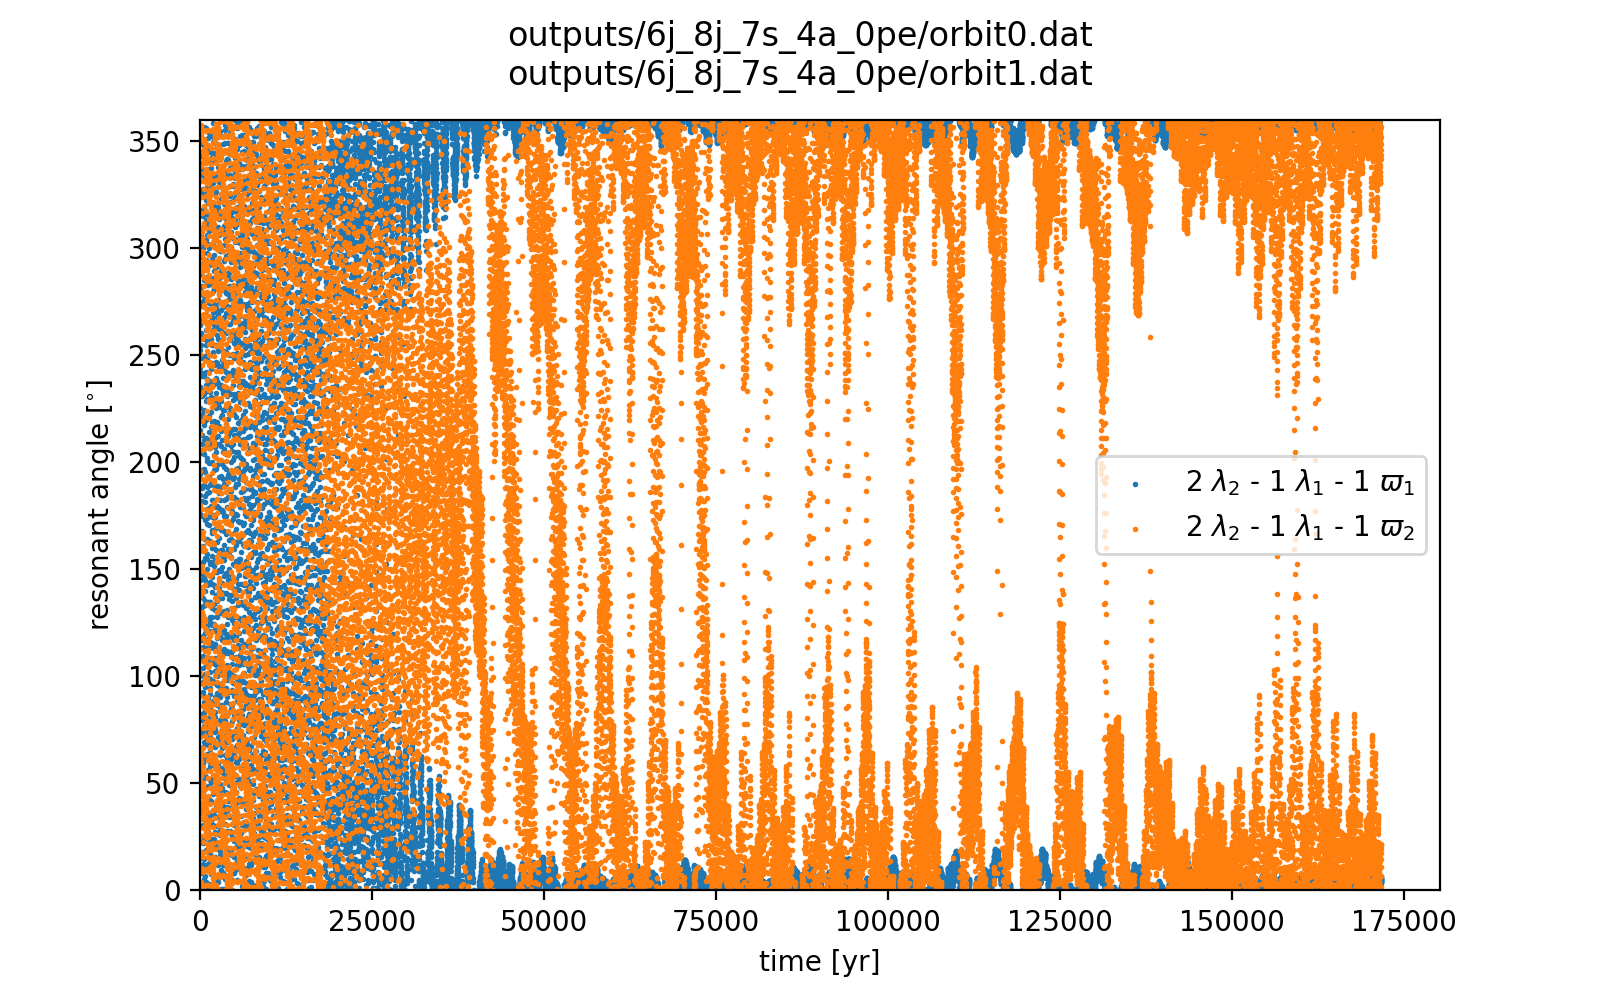 outputs/6j_8j_7s_4a_0pe/orbit0.dat
outputs/6j_8j_7s_4a_0pe/orbit1.dat
350
300
250
200
150
100
50
0
resonant angle [°]
2 λ₂ - 1 λ₁ - 1 ϖ₁
2 λ₂ - 1 λ₁ - 1 ϖ₂
0 25000 50000 75000 100000 125000 150000 175000
time [yr]